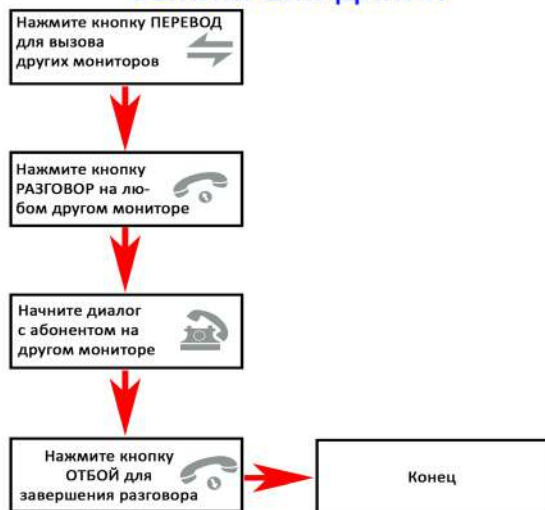 Нажмите кнопку ПЕРЕВОД
для вызова
других мониторов
Нажмите кнопку
РАЗГОВОР на лю-
бом другом мониторе
Начните диалог
с абонентом на
другом мониторе
Нажмите кнопку
ОТБОЙ для
завершения разговора
Конец